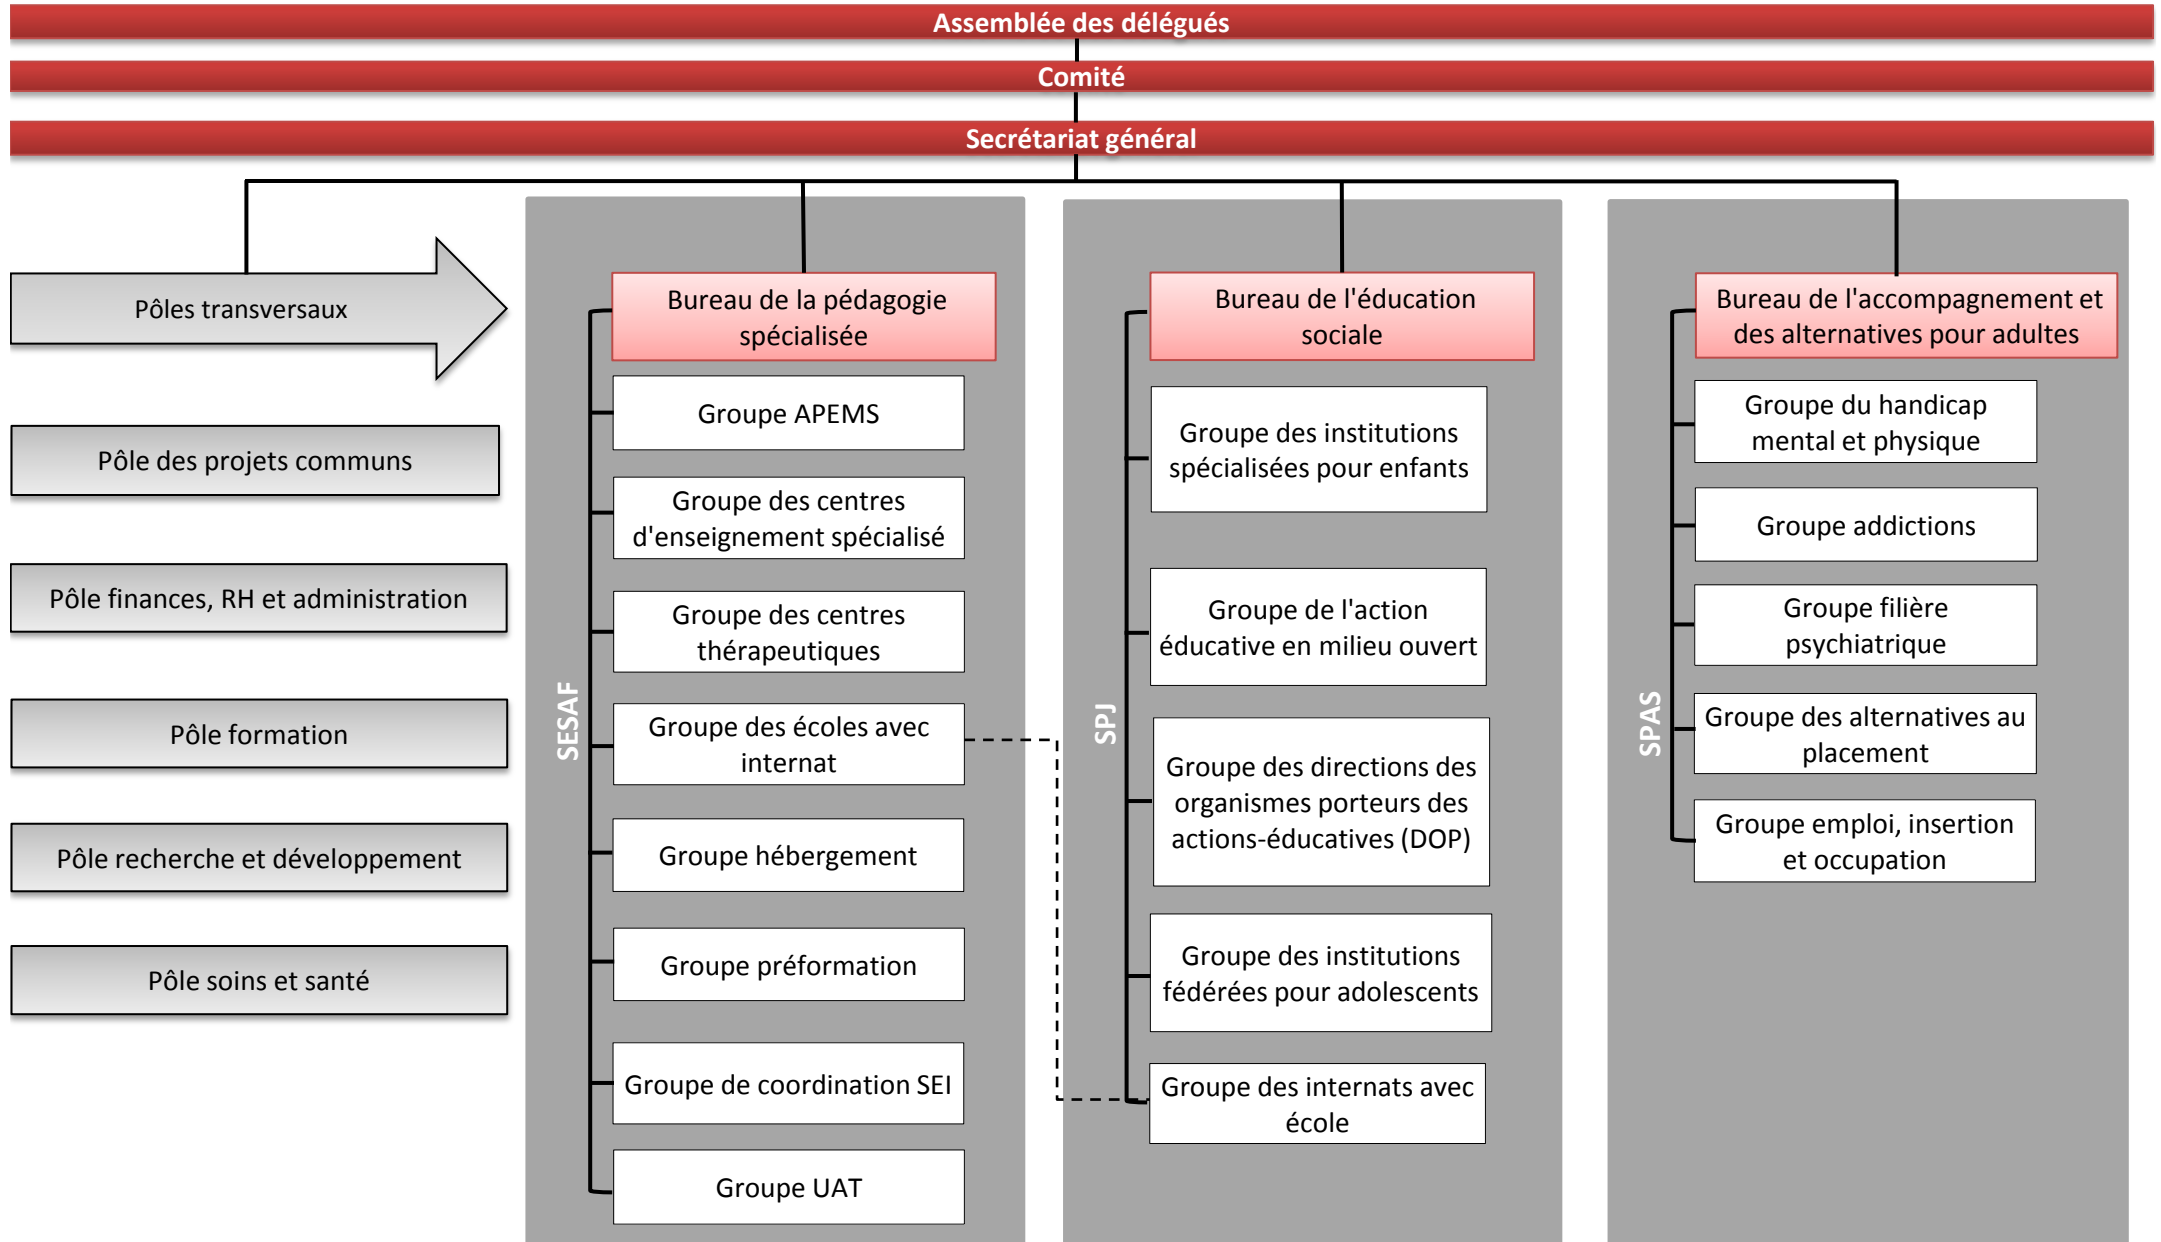 Assemblée des délégués
Comité
Secrétariat général
Pôles transversaux
Pôle des projets communs
Pôle finances, RH et administration
Pôle formation
Pôle recherche et développement
Pôle soins et santé
SESAF
Bureau de la pédagogie
spécialisée
Groupe APEMS
Groupe des centres
d'enseignement spécialisé
Groupe des centres
thérapeutiques
Groupe des écoles avec
internat
Groupe hébergement
Groupe préformation
Groupe de coordination SEI
Groupe UAT
SPJ
Bureau de l'éducation
sociale
Groupe des institutions
spécialisées pour enfants
Groupe de l'action
éducative en milieu ouvert
Groupe des directions des
organismes porteurs des
actions-éducatives (DOP)
Groupe des institutions
fédérées pour adolescents
Groupe des internats avec
école
SPAS
Bureau de l'accompagnement et
des alternatives pour adultes
Groupe du handicap
mental et physique
Groupe addictions
Groupe filière
psychiatrique
Groupe des alternatives au
placement
Groupe emploi, insertion
et occupation